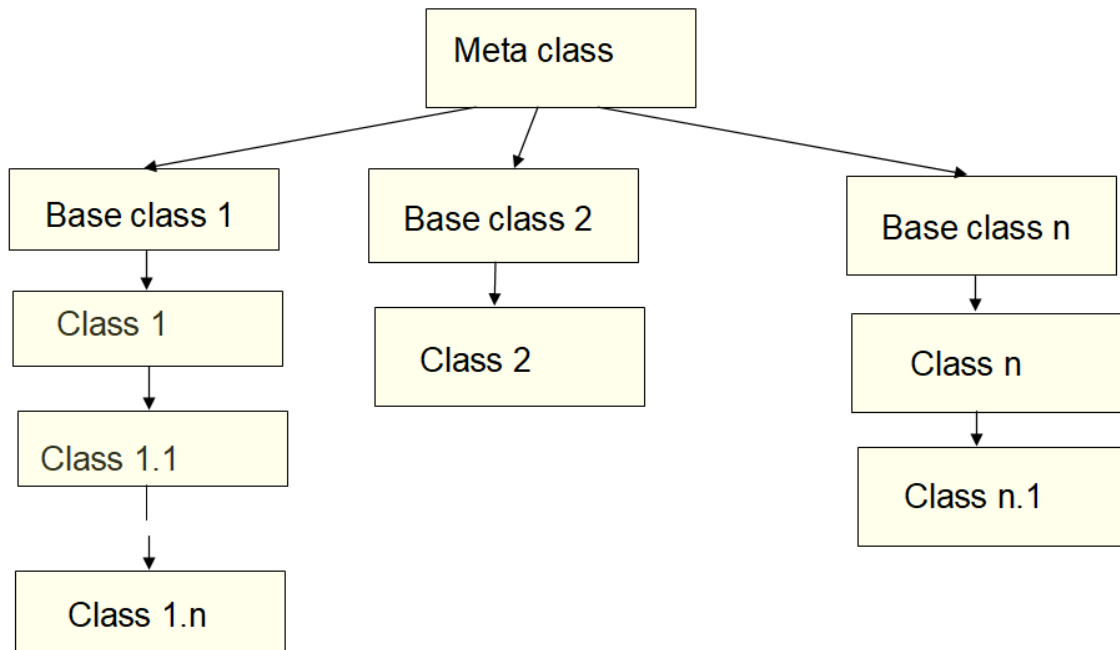 Meta class
Base class 1
Base class 2
Base class n
Class 1
Class 2
Class n
Class 1.1
Class n.1
Class 1.n